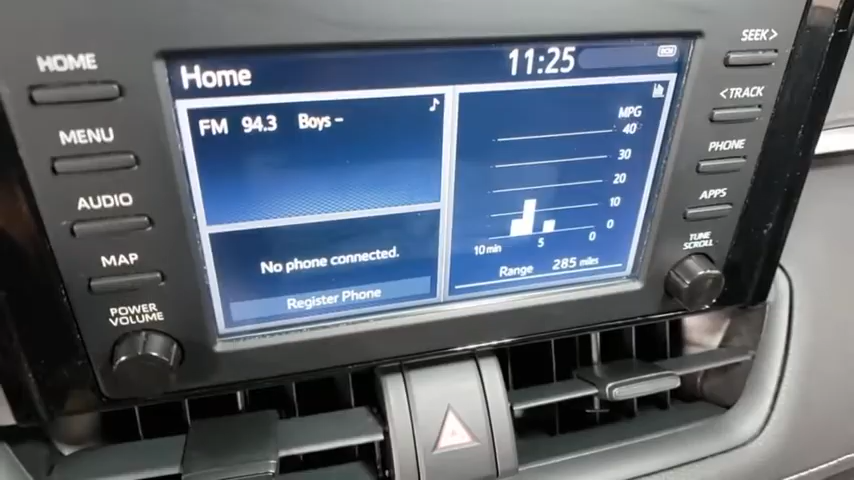 HOME
MENU
AUDIO
MAP
POWER
VOLUME
Home
11:25
DCM
FM 94.3 Boys -
No phone connected.
Register Phone
MPG
40
30
20
10
0
10 min 5 0
Range 285 miles
SEEK >
< TRACK
PHONE
APPS
TUNE
SCROLL